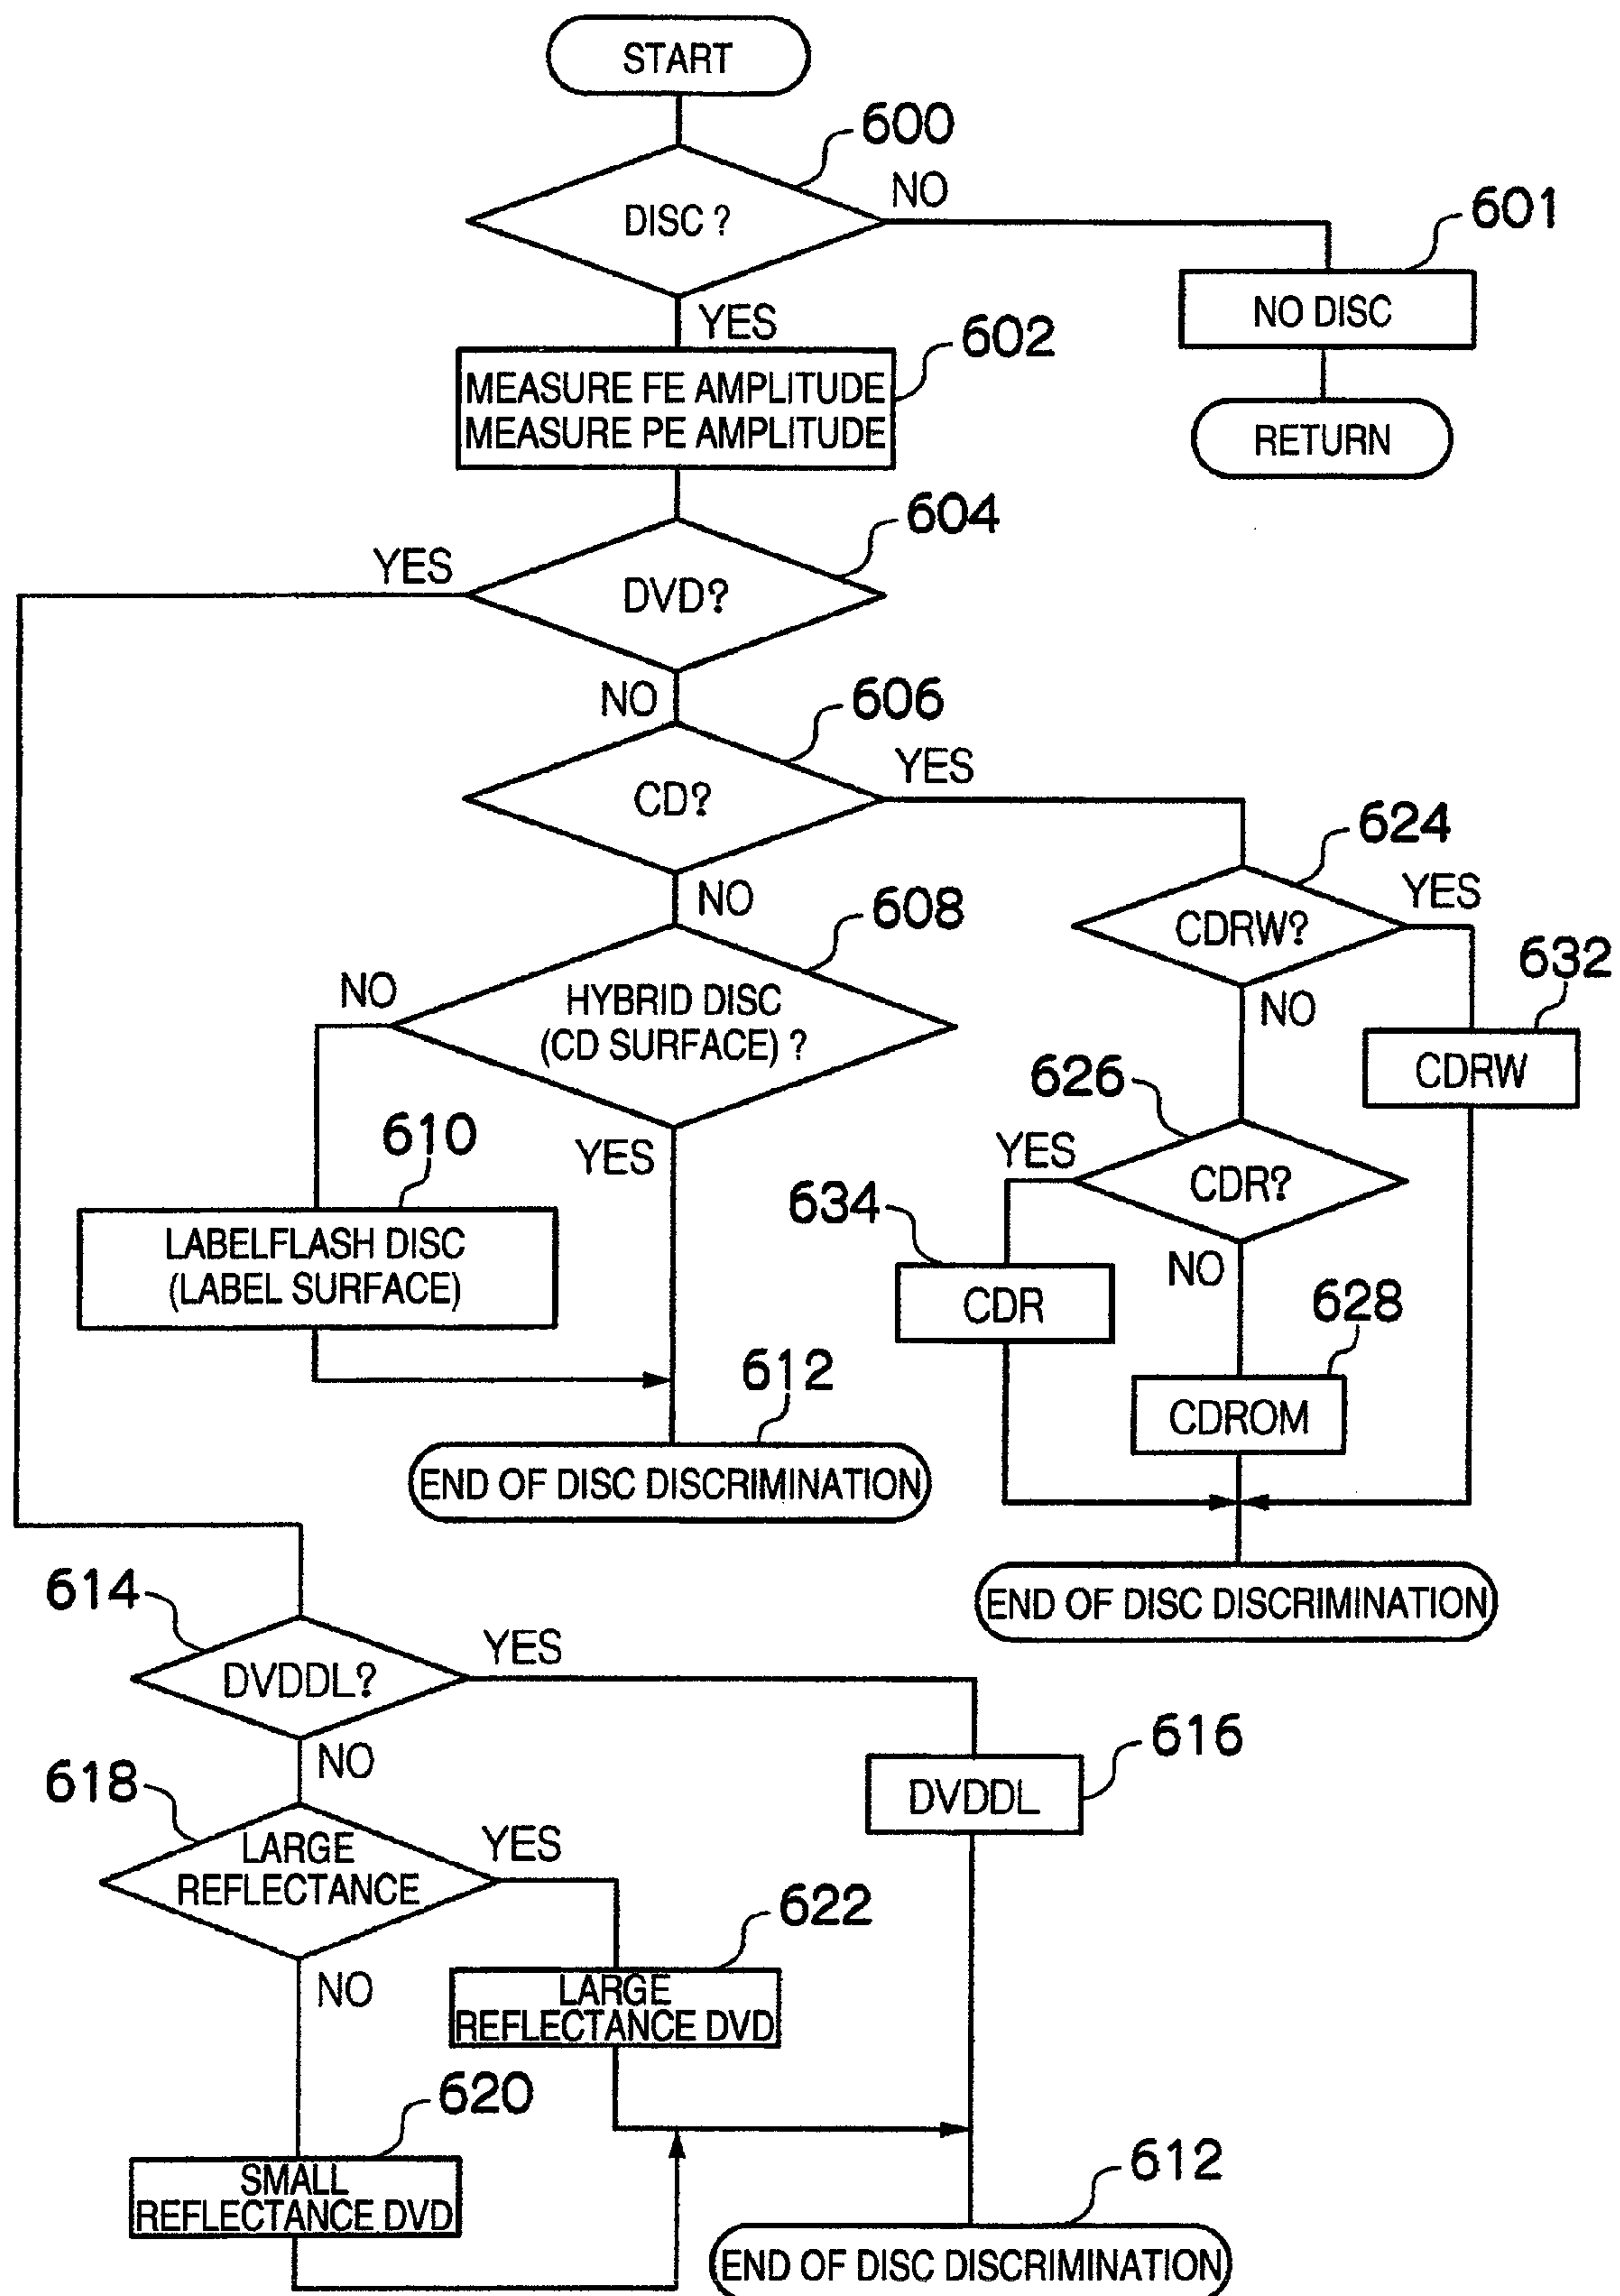 START
600
DISC ?
NO
601
NO DISC
RETURN
YES
602
MEASURE FE AMPLITUDE
MEASURE PE AMPLITUDE
604
YES
DVD?
NO
606
CD?
YES
NO
624
CDRW?
YES
632
CDRW
NO
608
NO
HYBRID DISC
(CD SURFACE) ?
YES
610
LABELFLASH DISC
(LABEL SURFACE)
612
END OF DISC DISCRIMINATION
626
YES
CDR?
634
CDR
NO
628
CDROM
END OF DISC DISCRIMINATION
614
DVDDL?
YES
616
DVDDL
NO
618
LARGE
REFLECTANCE
YES
622
LARGE
REFLECTANCE DVD
NO
620
SMALL
REFLECTANCE DVD
612
END OF DISC DISCRIMINATION